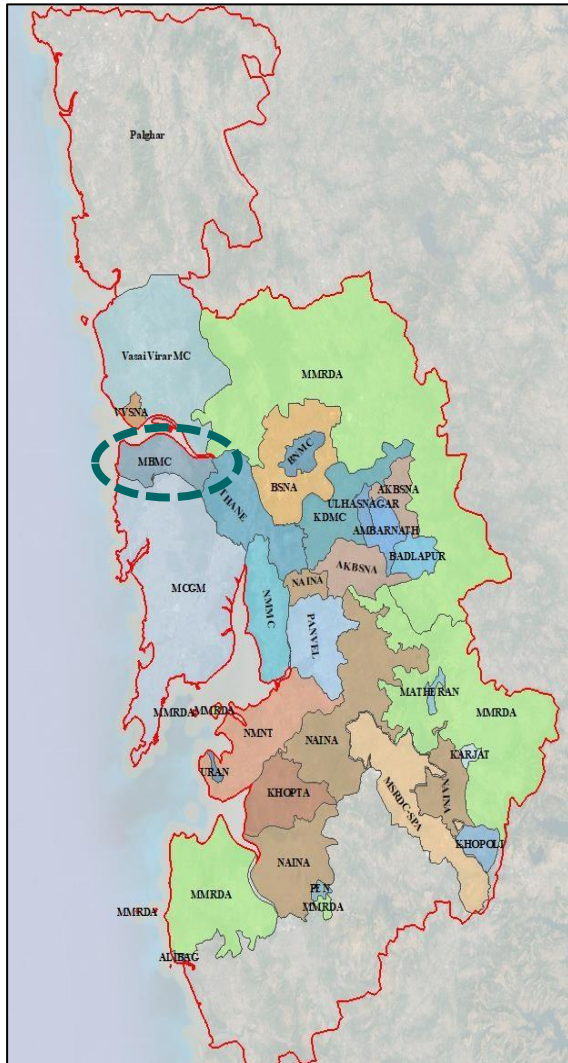 Palghar
Vasai Virar MC
MMRDA
VVSNA
MBMC
BNMC
BSNA
THANE
AKBSNA
ULHASNAGAR
KDMC
AMBARNATH
BADLAPUR
AKBSNA
NAINA
MCGM
NMMC
PANVEL
MATHERAN
MMRDA
MMRDA
MMRDA
NMNT
NAINA
KARJAT
URAN
KHOPTA
MSRDC-SPA
NAINA
KHOPOLI
NAINA
MMRDA
PEN
MMRDA
MMRDA
ALIBAG